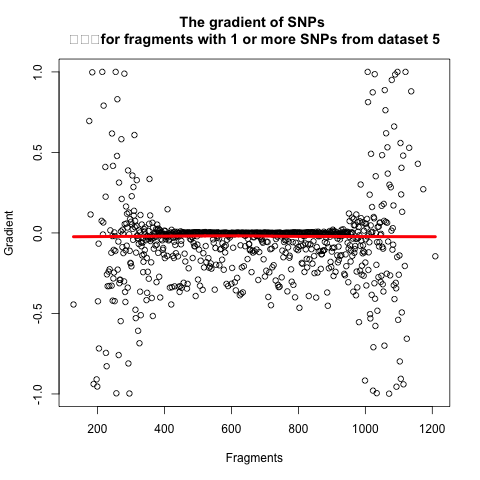 The gradient of SNPs
for fragments with 1 or more SNPs from dataset 5
1.0
0.5
0.0
-0.5
-1.0
Gradient
200 400 600 800 1000 1200
Fragments